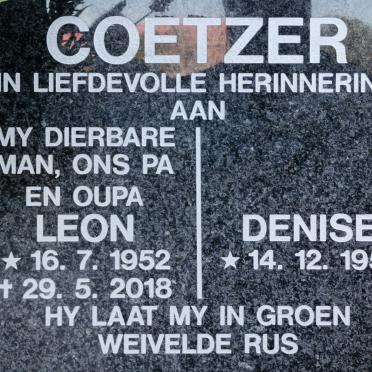 COETZER
IN LIEFDEVOLLE HERINNERIN
AAN
MY DIERBARE
MAN, ONS PA
EN OUPA
LEON
★ 16. 7. 1952
† 29. 5. 2018
DENISE
★ 14. 12. 195
HY LAAT MY IN GROEN
WEIVELDE RUS